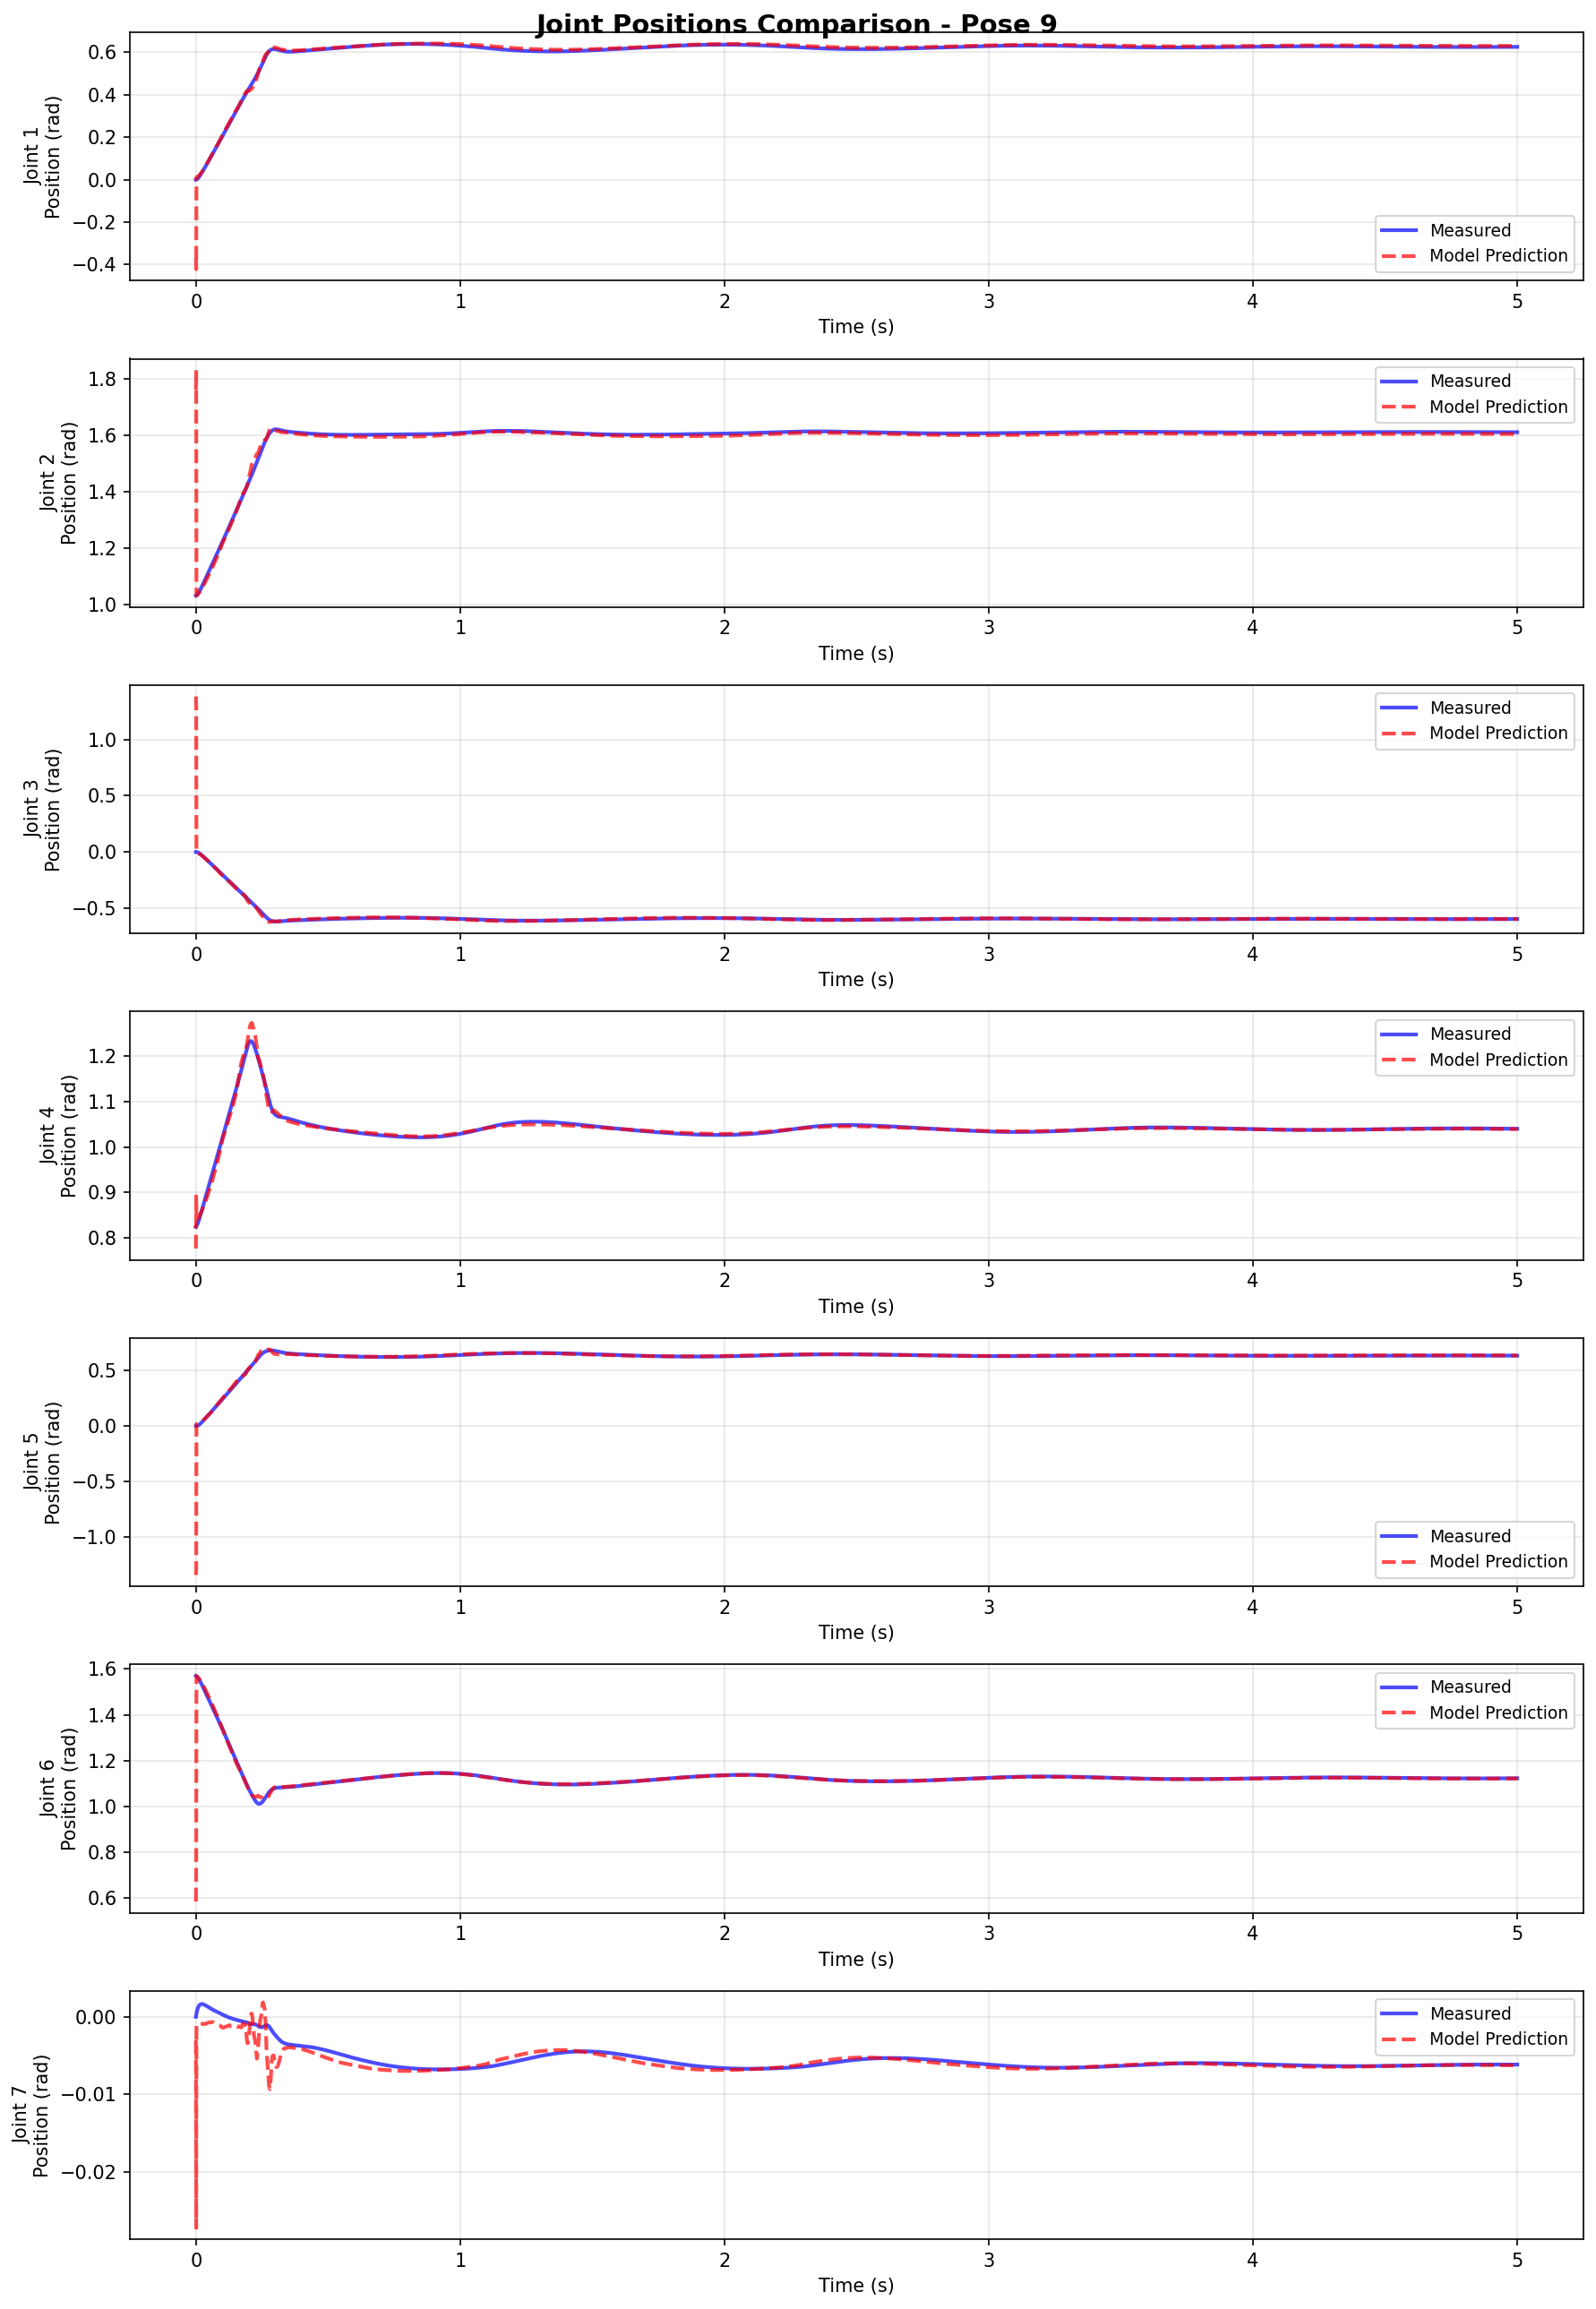 Joint Positions Comparison - Pose 9
Joint 1
Position (rad)
0.6
0.4
0.2
0.0
−0.2
−0.4
Measured
Model Prediction
0 1 2 3 4 5
Time (s)
Joint 2
Position (rad)
1.8
1.6
1.4
1.2
1.0
Measured
Model Prediction
0 1 2 3 4 5
Time (s)
Joint 3
Position (rad)
1.0
0.5
0.0
−0.5
Measured
Model Prediction
0 1 2 3 4 5
Time (s)
Joint 4
Position (rad)
1.2
1.1
1.0
0.9
0.8
Measured
Model Prediction
0 1 2 3 4 5
Time (s)
Joint 5
Position (rad)
0.5
0.0
−0.5
−1.0
Measured
Model Prediction
0 1 2 3 4 5
Time (s)
Joint 6
Position (rad)
1.6
1.4
1.2
1.0
0.8
0.6
Measured
Model Prediction
0 1 2 3 4 5
Time (s)
Joint 7
Position (rad)
0.00
−0.01
−0.02
Measured
Model Prediction
0 1 2 3 4 5
Time (s)